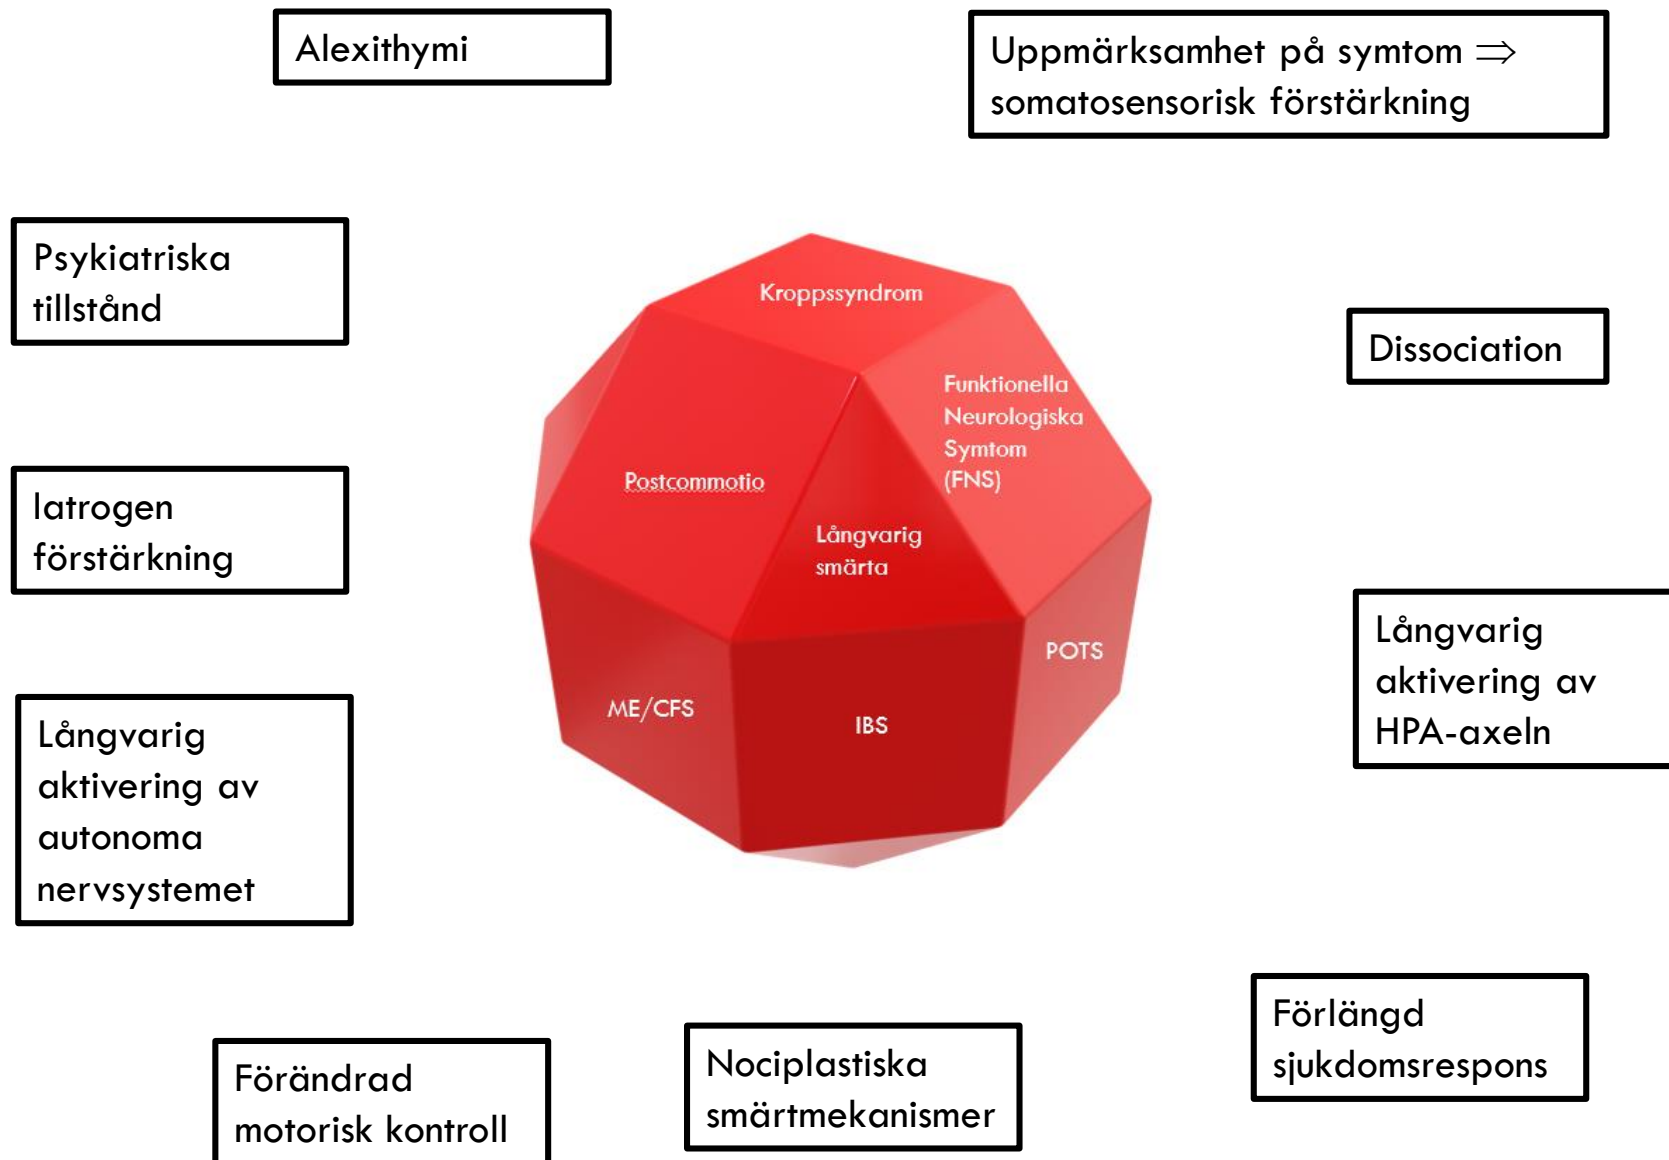 Alexithymi
Uppmärksamhet på symtom ⇒
somatosensorisk förstärkning
Psykiatriska
tillstånd
Kroppssyndrom
Dissociation
Funktionella
Neurologiska
Symtom
(FNS)
Postcommotio
Iatrogen
förstärkning
Långvarig
smärta
Långvarig
aktivering av
HPA-axeln
POTS
ME/CFS
IBS
Långvarig
aktivering av
autonoma
nervsystemet
Förlängd
sjukdomsrespons
Nociplastiska
smärtmekanismer
Förändrad
motorisk kontroll